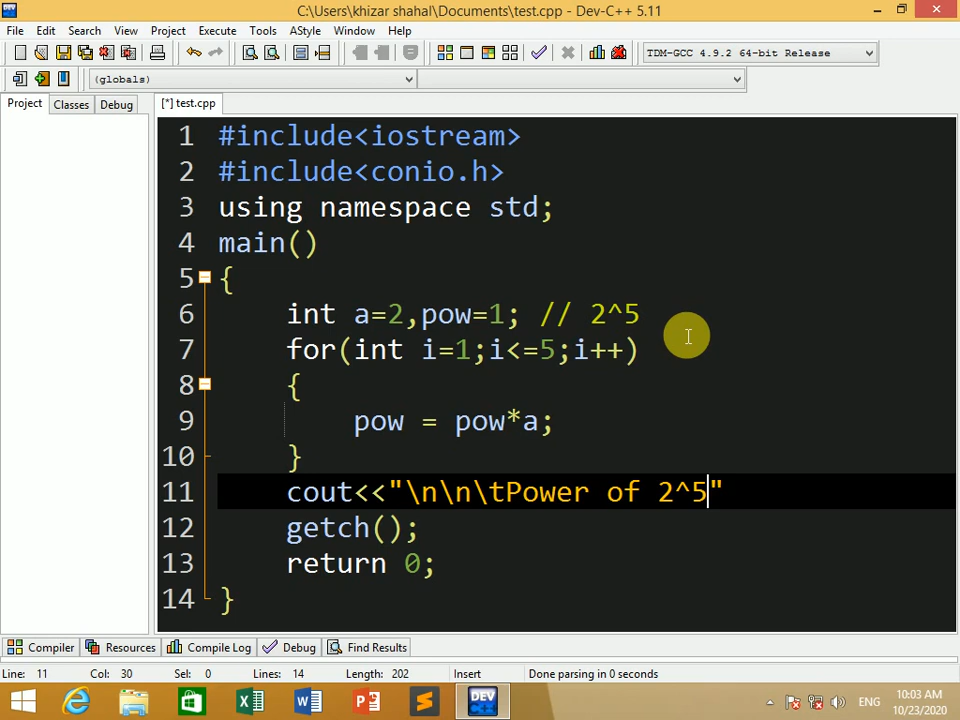 C:\Users\khizar shahal\Documents\test.cpp - Dev-C++ 5.11
File Edit Search View Project Execute Tools AStyle Window Help
TDM-GCC 4.9.2 64-bit Release
(globals)
Project Classes Debug [*] test.cpp
1 #include<iostream>
2 #include<conio.h>
3 using namespace std;
4 main()
5 {
6 int a=2,pow=1; // 2^5
7 for(int i=1;i<=5;i++)
8 {
9 pow = pow*a;
10 }
11 cout<<"\n\n\tPower of 2^5"
12 getch();
13 return 0;
14 }
Compiler Resources Compile Log Debug Find Results
Line: 11 Col: 30 Sel: 0 Lines: 14 Length: 202 Insert Done parsing in 0 seconds
DEV
ENG
10:03 AM
10/23/2020